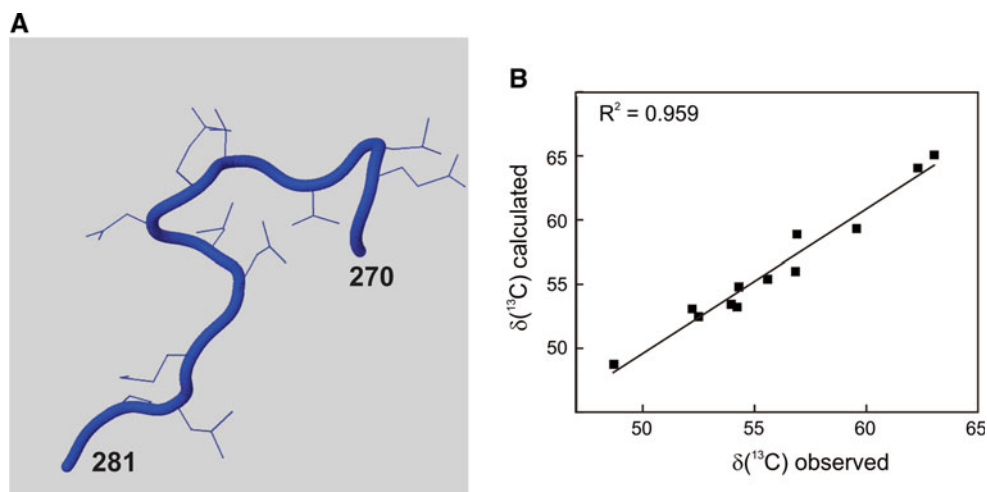 A
270
281
B
R² = 0.959
65
60
55
50
δ(¹³C) calculated
50 55 60 65
δ(¹³C) observed